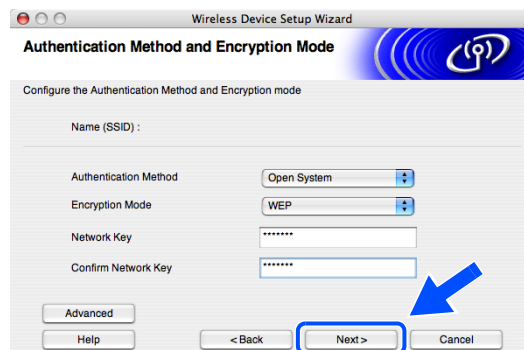 Wireless Device Setup Wizard
Authentication Method and Encryption Mode
Configure the Authentication Method and Encryption mode
Name (SSID) :
Authentication Method Open System
Encryption Mode WEP
Network Key *******
Confirm Network Key *******
Advanced
Help < Back Next > Cancel